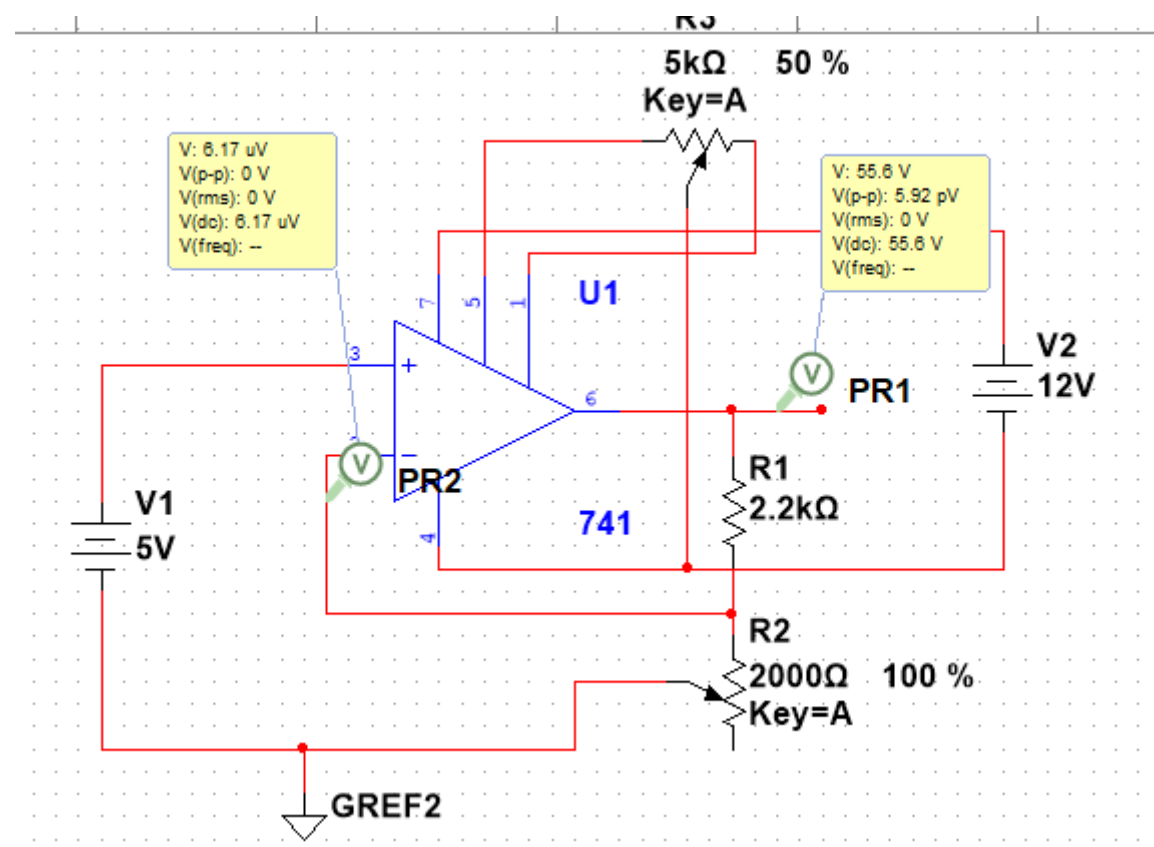 R3
5kΩ 50 %
Key=A
V: 6.17 uV
V(p-p): 0 V
V(rms): 0 V
V(dc): 6.17 uV
V(freq): --
V: 55.6 V
V(p-p): 5.92 pV
V(rms): 0 V
V(dc): 55.6 V
V(freq): --
7
5
1
U1
3
+
6
V
PR1
V2
12V
V
−
PR2
R1
2.2kΩ
741
4
V1
5V
R2
2000Ω 100 %
Key=A
GREF2